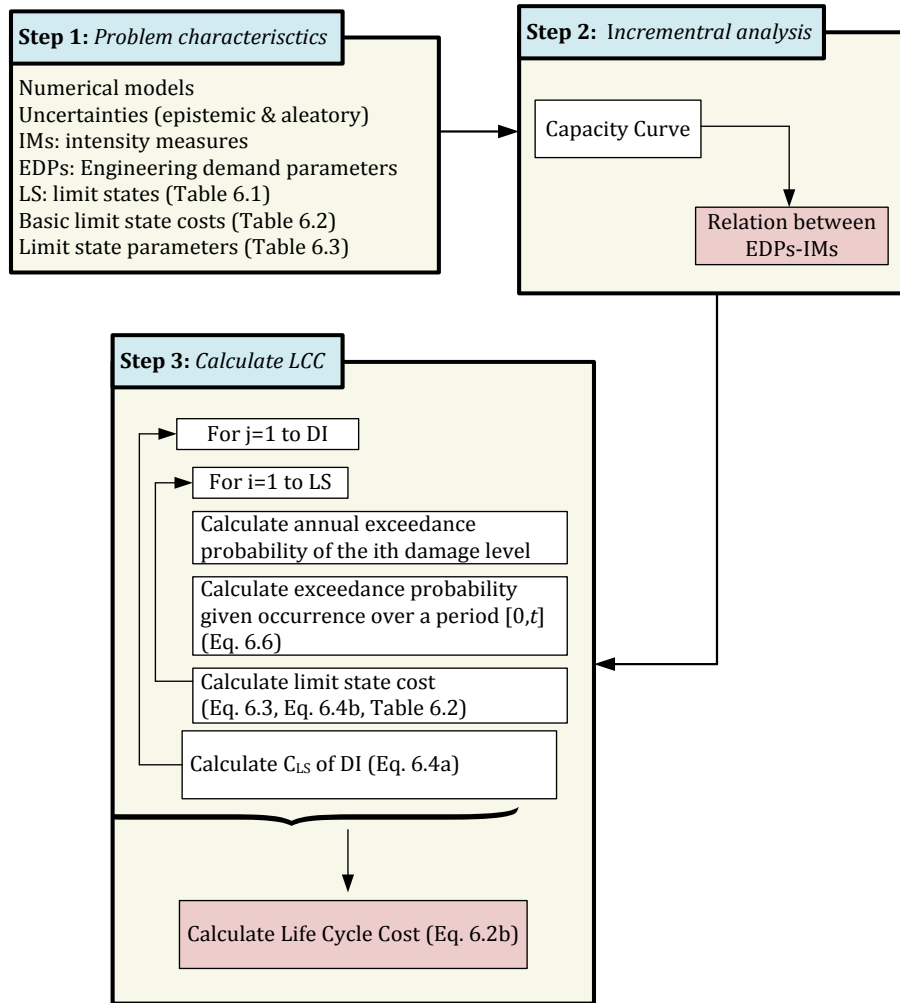 Step 1: Problem characterisctics
Numerical models
Uncertainties (epistemic & aleatory)
IMs: intensity measures
EDPs: Engineering demand parameters
LS: limit states (Table 6.1)
Basic limit state costs (Table 6.2)
Limit state parameters (Table 6.3)
Step 2: Incrementral analysis
Capacity Curve
Relation between
EDPs-IMs
Step 3: Calculate LCC
For j=1 to DI
For i=1 to LS
Calculate annual exceedance
probability of the ith damage level
Calculate exceedance probability
given occurrence over a period [0,t]
(Eq. 6.6)
Calculate limit state cost
(Eq. 6.3, Eq. 6.4b, Table 6.2)
Calculate CLS of DI (Eq. 6.4a)
Calculate Life Cycle Cost (Eq. 6.2b)